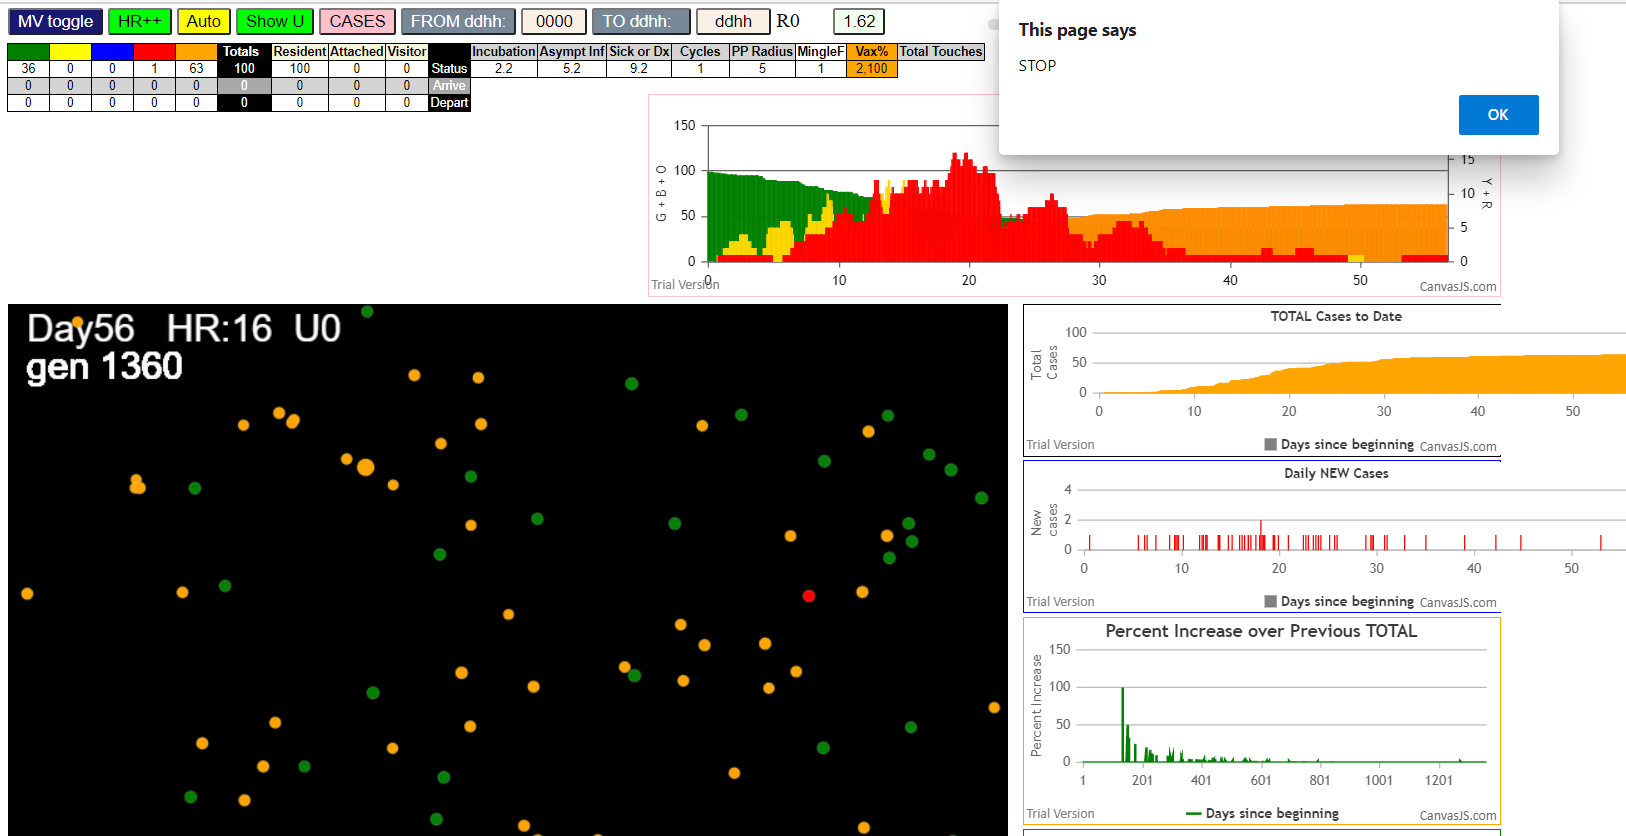 MV toggle HR++ Auto Show U CASES FROM ddhh: 0000 TO ddhh: ddhh R0 1.62
This page says
STOP
OK
Totals Resident Attached Visitor Incubation Asympt Inf Sick or Dx Cycles PP Radius MingleF Vax% Total Touches
36 0 0 1 63 100 100 0 0 Status 2.2 5.2 9.2 1 5 1 2,100
0 0 0 0 0 0 0 0 0 Arrive
0 0 0 0 0 0 0 0 0 Depart
150
100
50
0
G + B + O
15
10
5
0
Y + R
0 10 20 30 40 50
Trial Version CanvasJS.com
Day56 HR:16 U0
gen 1360
TOTAL Cases to Date
100
50
0
Total
Cases
0 10 20 30 40 50
Days since beginning
Trial Version CanvasJS.com
Daily NEW Cases
4
2
0
New
cases
0 10 20 30 40 50
Days since beginning
Trial Version CanvasJS.com
Percent Increase over Previous TOTAL
150
100
50
0
Percent Increase
1 201 401 601 801 1001 1201
Days since beginning
Trial Version CanvasJS.com